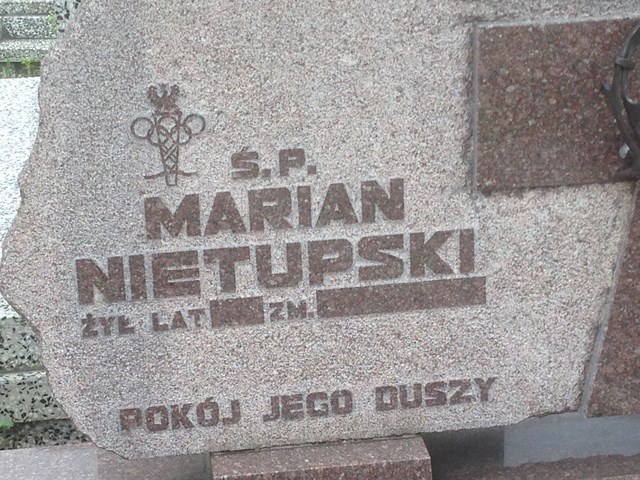 Ś.P.
MARIAN
NIETUPSKI
ŻYŁ LAT ZM.
POKÓJ JEGO DUSZY